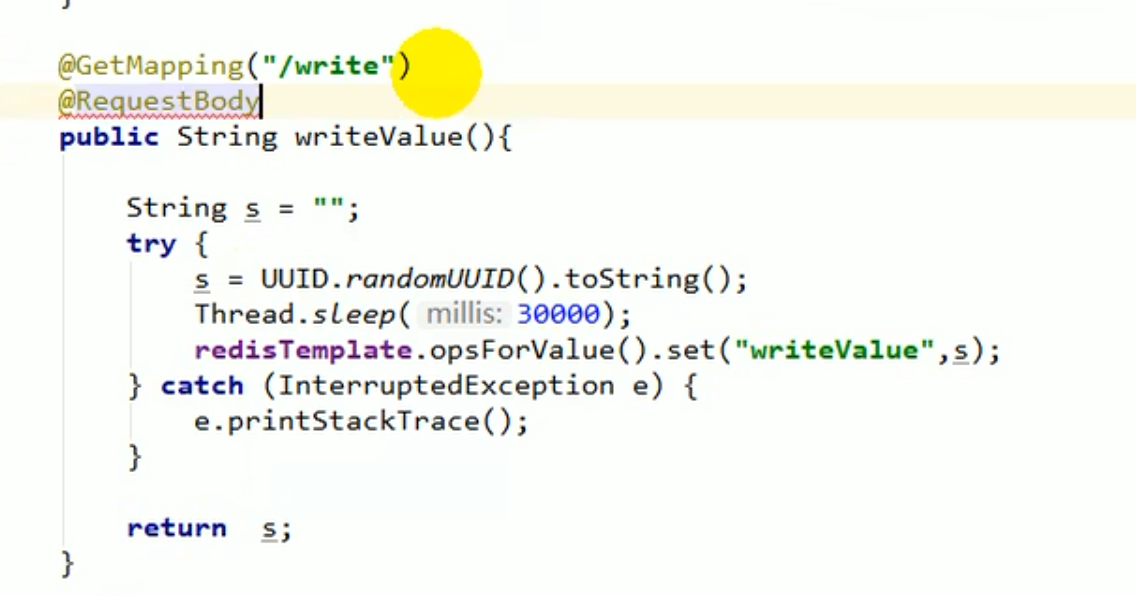 }
@GetMapping("/write")
@RequestBody
public String writeValue(){
String s = "";
try {
s = UUID.randomUUID().toString();
Thread.sleep( millis: 30000);
redisTemplate.opsForValue().set("writeValue",s);
} catch (InterruptedException e) {
e.printStackTrace();
}
return  s;
}